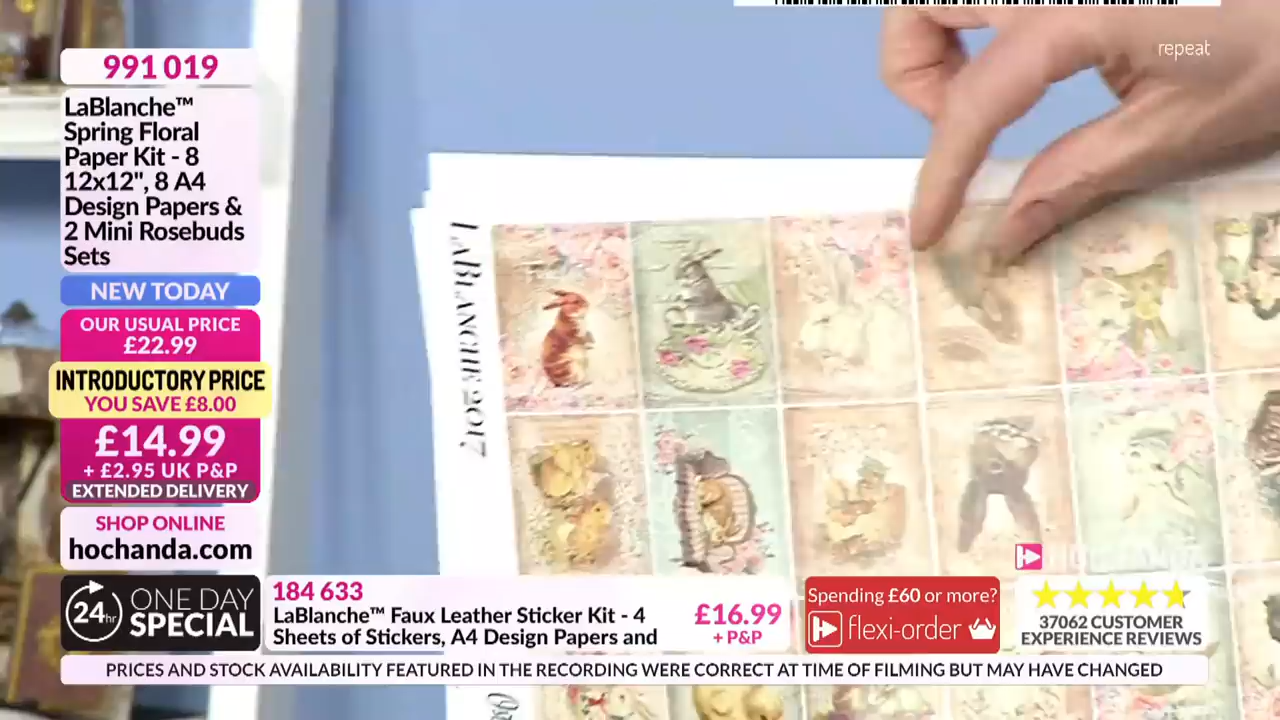 repeat
991 019
LaBlanche™
Spring Floral
Paper Kit - 8
12x12", 8 A4
Design Papers &
2 Mini Rosebuds
Sets
NEW TODAY
OUR USUAL PRICE
£22.99
INTRODUCTORY PRICE
YOU SAVE £8.00
£14.99
+ £2.95 UK P&P
EXTENDED DELIVERY
SHOP ONLINE
hochanda.com
LABLANCHE 2017
24hr
ONE DAY
SPECIAL
184 633
LaBlanche™ Faux Leather Sticker Kit - 4
Sheets of Stickers, A4 Design Papers and
£16.99
+ P&P
Spending £60 or more?
flexi-order
37062 CUSTOMER
EXPERIENCE REVIEWS
PRICES AND STOCK AVAILABILITY FEATURED IN THE RECORDING WERE CORRECT AT TIME OF FILMING BUT MAY HAVE CHANGED